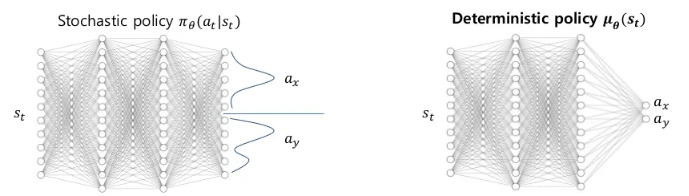 Stochastic policy π_θ(a_t|s_t)
s_t
a_x
a_y
Deterministic policy μ_θ(s_t)
s_t
a_x
a_y